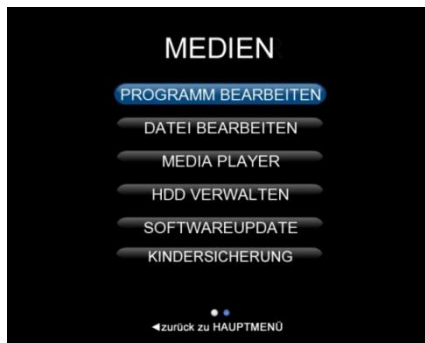 MEDIEN
PROGRAMM BEARBEITEN
DATEI BEARBEITEN
MEDIA PLAYER
HDD VERWALTEN
SOFTWAREUPDATE
KINDERSICHERUNG
◄zurück zu HAUPTMENÜ